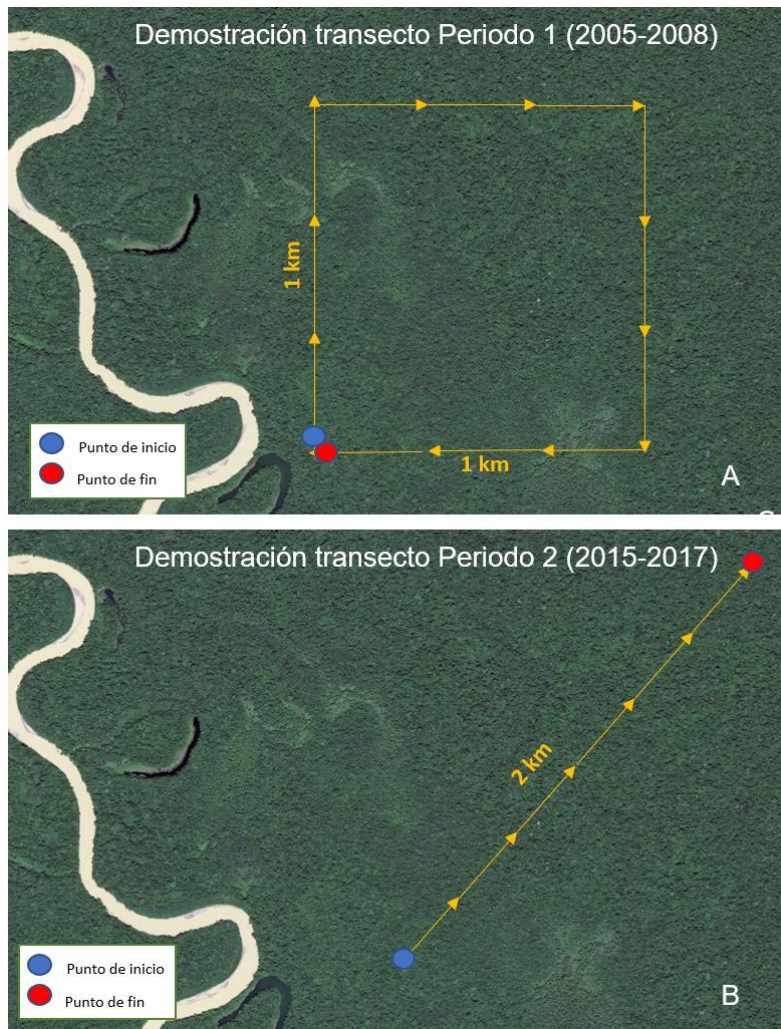 Demostración transecto Periodo 1 (2005-2008)
1 km
1 km
Punto de inicio
Punto de fin
A
Demostración transecto Periodo 2 (2015-2017)
2 km
Punto de inicio
Punto de fin
B